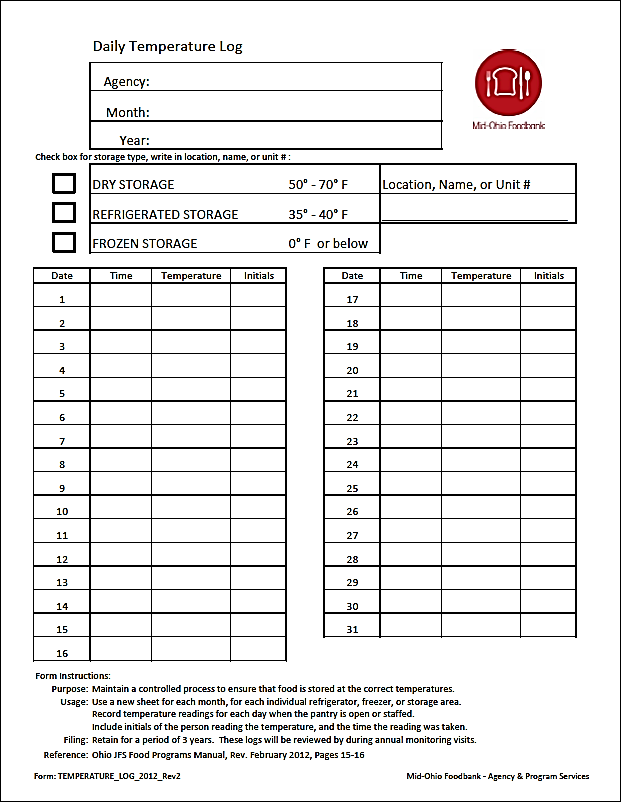 Daily Temperature Log
Agency:
Month:
Year:
Mid-Ohio Foodbank
Check box for storage type, write in location, name, or unit # :
DRY STORAGE 50° - 70° F Location, Name, or Unit #
REFRIGERATED STORAGE 35° - 40° F
FROZEN STORAGE 0° F or below
Date Time Temperature Initials Date Time Temperature Initials
1 17
2 18
3 19
4 20
5 21
6 22
7 23
8 24
9 25
10 26
11 27
12 28
13 29
14 30
15 31
16
Form Instructions:
Purpose: Maintain a controlled process to ensure that food is stored at the correct temperatures.
Usage: Use a new sheet for each month, for each individual refrigerator, freezer, or storage area.
Record temperature readings for each day when the pantry is open or staffed.
Include initials of the person reading the temperature, and the time the reading was taken.
Filing: Retain for a period of 3 years. These logs will be reviewed by during annual monitoring visits.
Reference: Ohio JFS Food Programs Manual, Rev. February 2012, Pages 15-16
Form: TEMPERATURE_LOG_2012_Rev2 Mid-Ohio Foodbank - Agency & Program Services